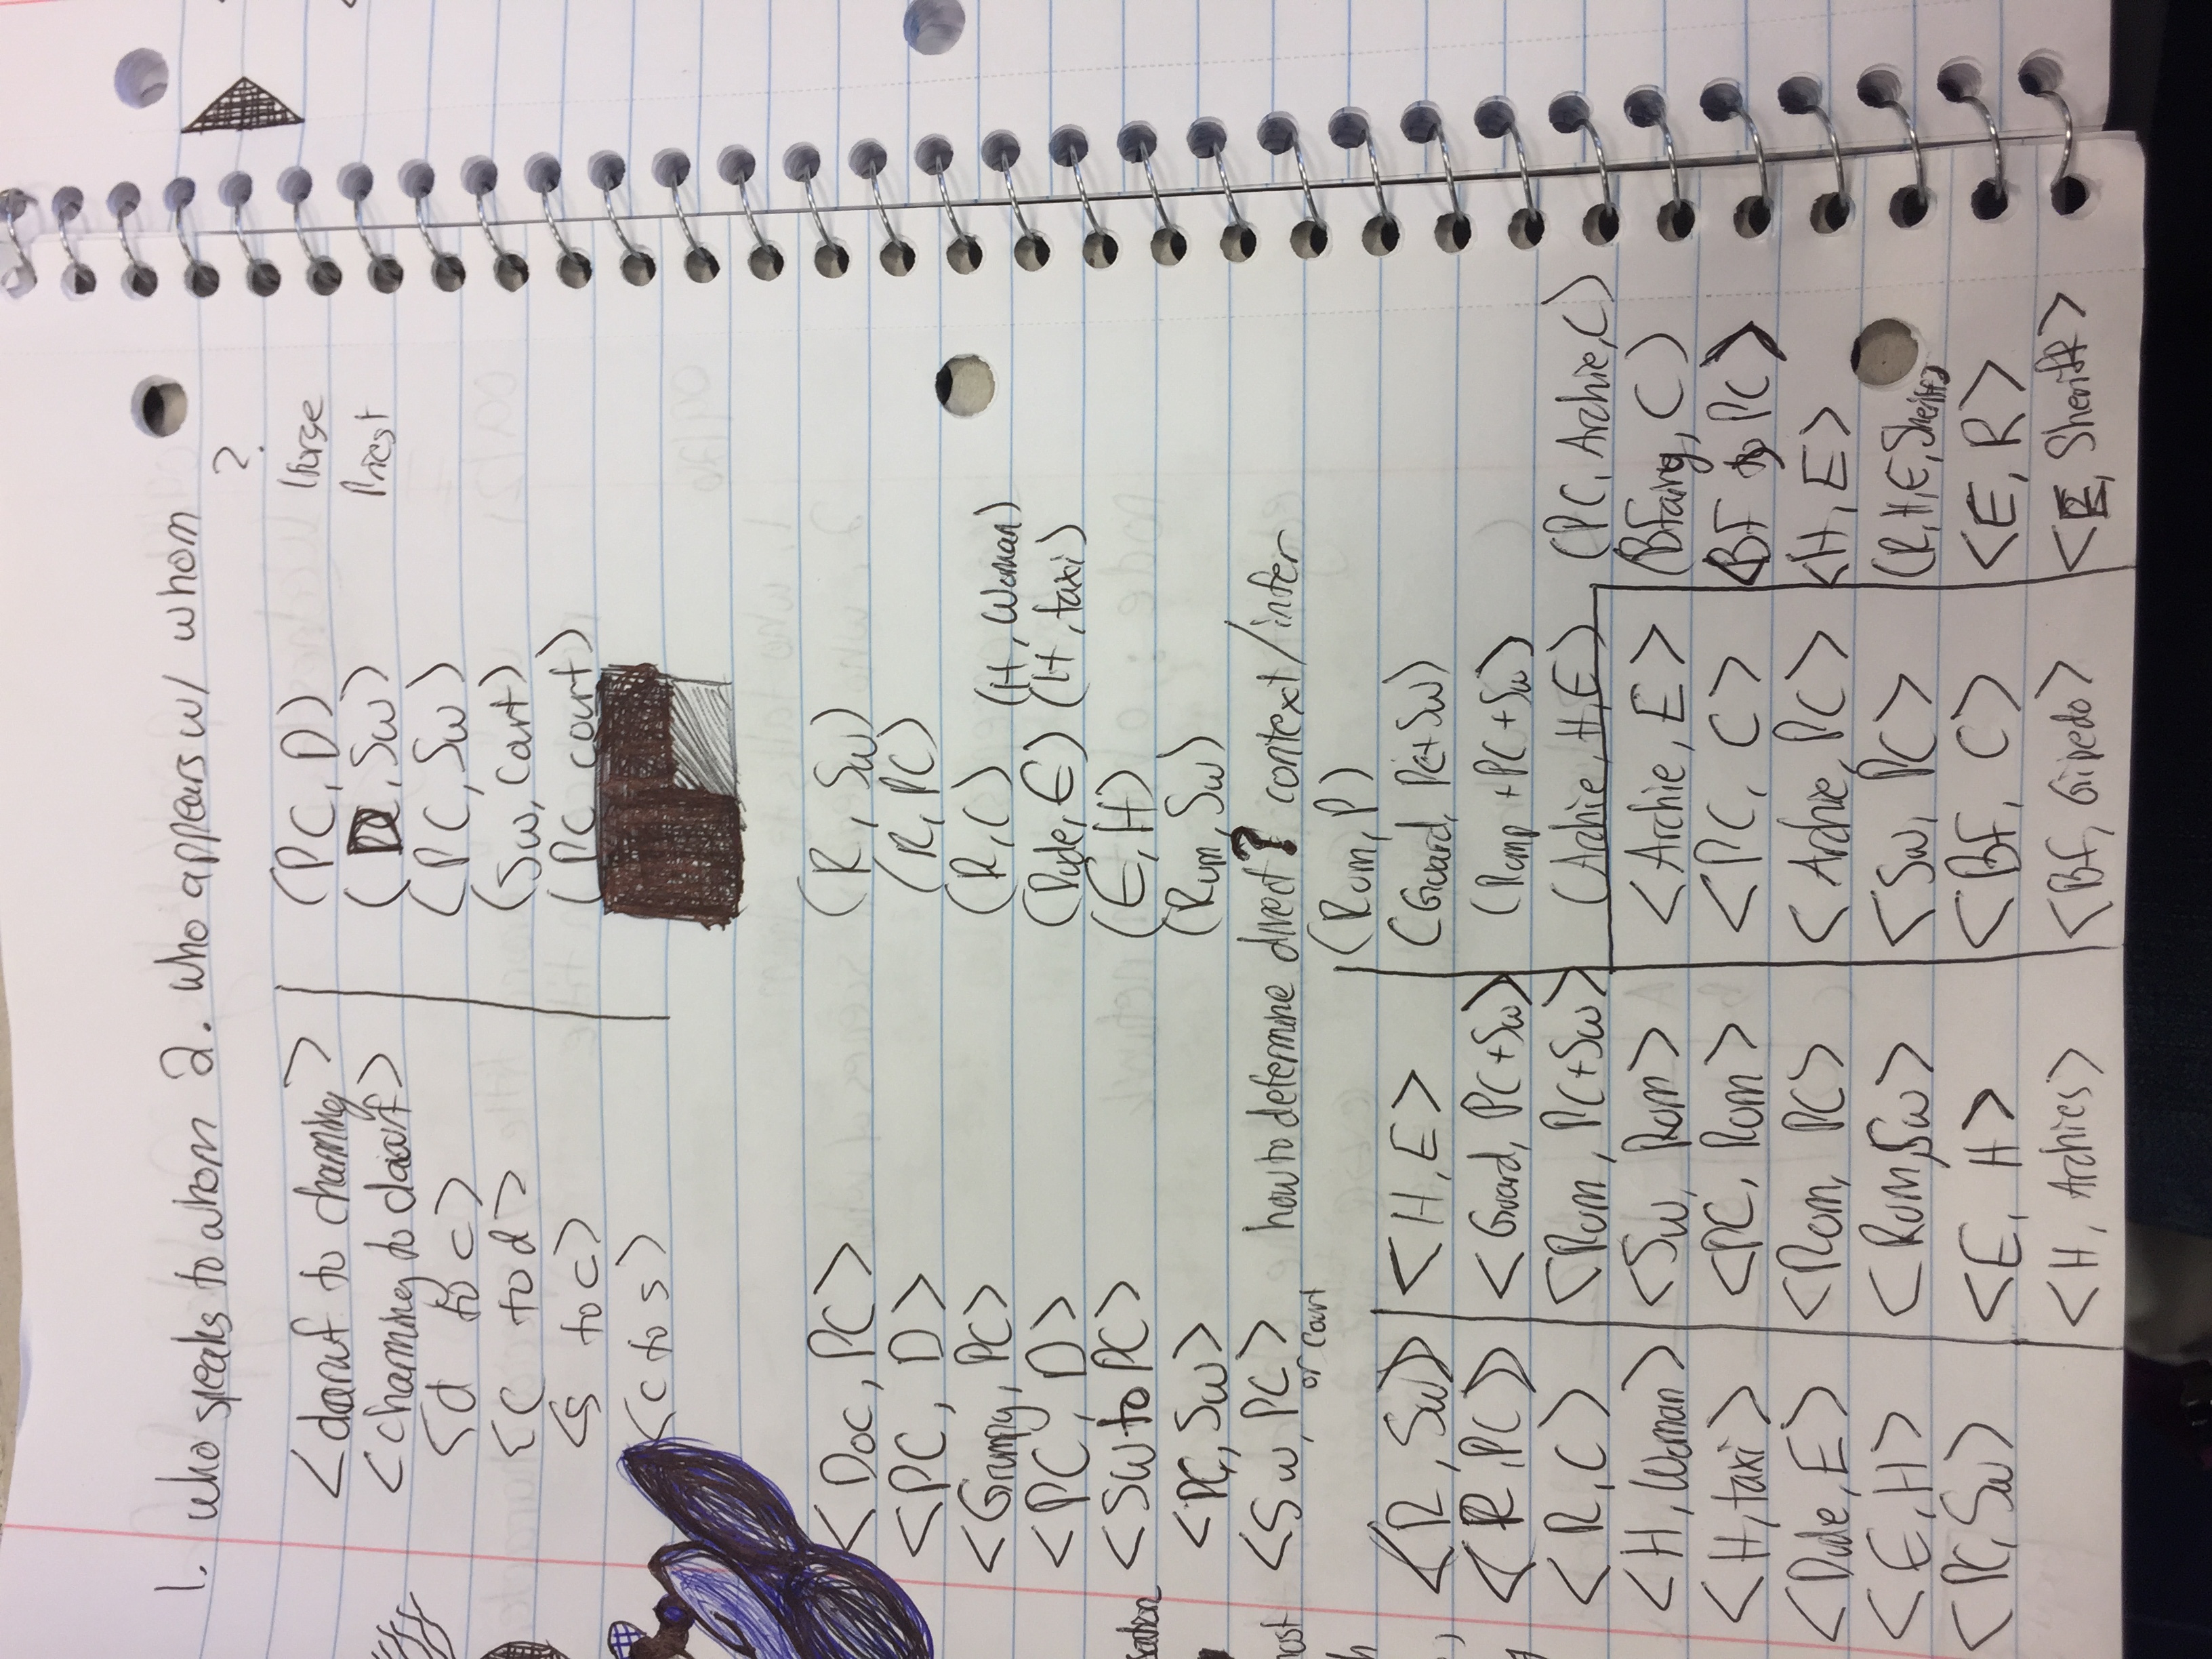 1. who speaks to whom 2. who appears w/ whom
?
<dwarf to charming> (PC, D) Horse
<charming to dwarf> (D, Sw) Priest
<d to c> (PC, Sw)
<c to d> (Sw, Court)
<s to c> (PC court)
<c to s>
<Doc, PC> (R, Sw)
<PC, D> (R, PC)
<Grumpy, PC> (R, C) (H, Woman)
<PC, D> (Dude, E) (H, taxi)
<Sw to PC> (E, H)
<PC, Sw> (Rum, Sw)
<Sw, PC> how to determine direct? context/infer
or court
(Rum, P)
<R, Sw> <H, E> (Guard, PC+Sw)
<R, PC> <Guard, PC+Sw> (Rump + PC + Sw)
<R, C> <Rum, PC+Sw> (Archie, H, E) (PC, Archie, C)
<H, Woman> <Sw, Rum> <Archie, E> (Bfairy, C)
<H, taxi> <PC, Rum> <PC, C> <BF to PC>
<Dude, E> <Rum, PC> <Archie, PC> <H, E>
<E, H> <Rum, Sw> <Sw, PC> (R, H, E, Sheriff)
<PC, Sw> <E, H> <BF, C> <E, R>
<H, Archies> <BF, Gipedo> <E, Sheriff>